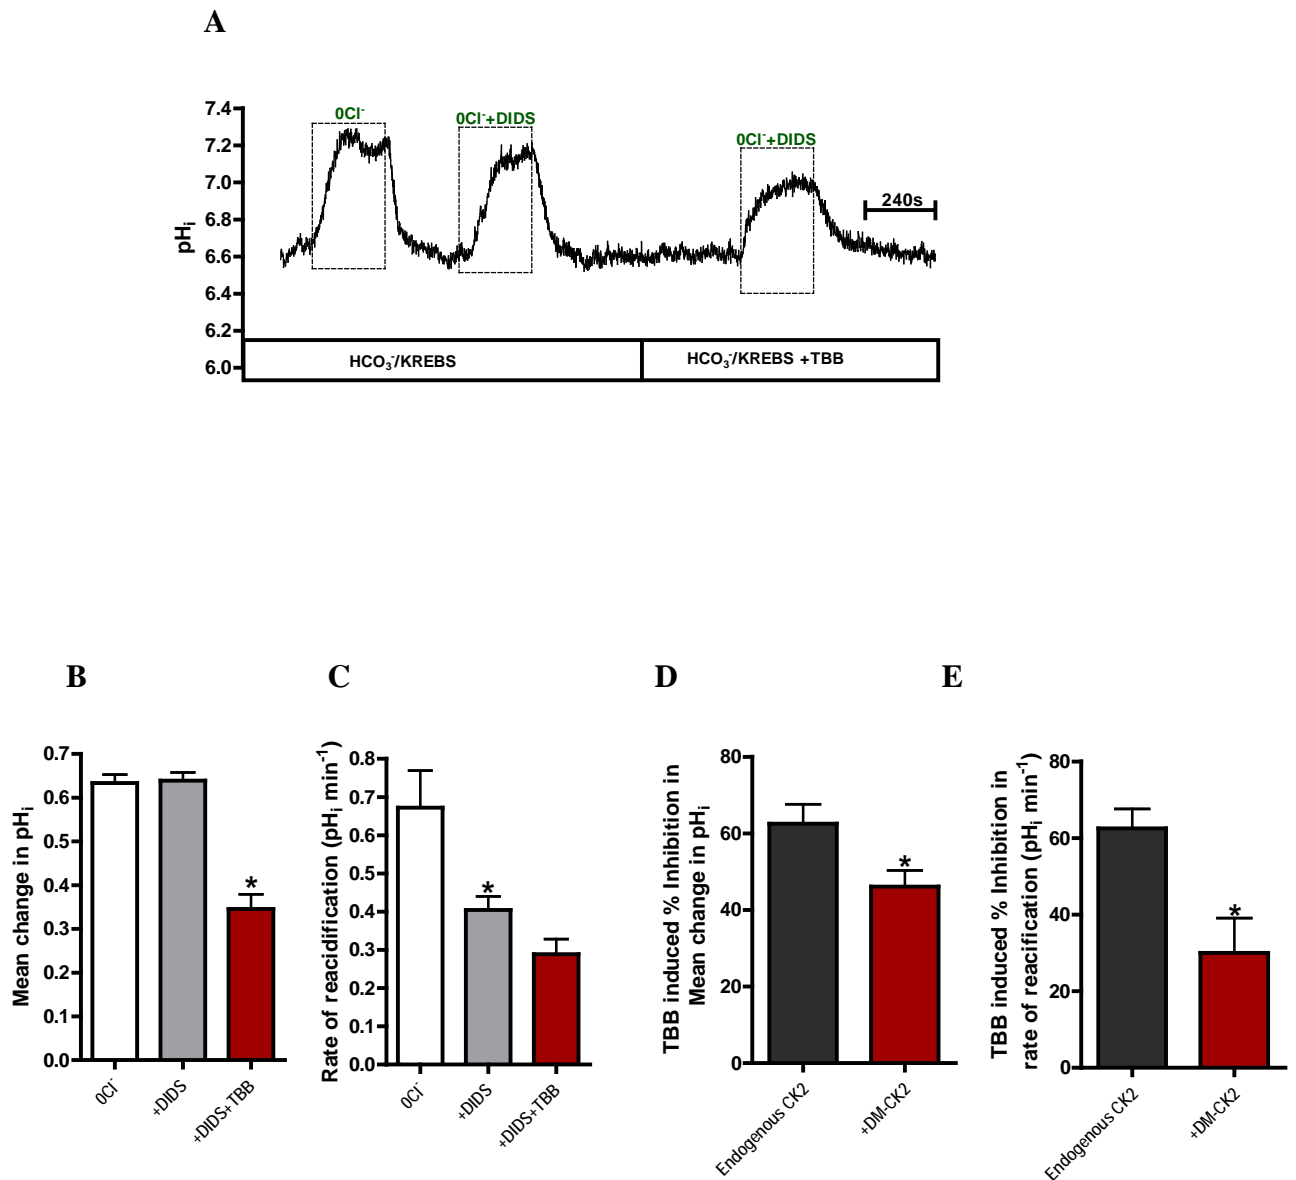 A
0Cl⁻
0Cl⁻+DIDS
0Cl⁻+DIDS
240s
pHᵢ
7.4
7.2
7.0
6.8
6.6
6.4
6.2
6.0
HCO₃⁻/KREBS
HCO₃⁻/KREBS +TBB
B
Mean change in pHᵢ
0.7
0.6
0.5
0.4
0.3
0.2
0.1
0.0
*
0Cl⁻
+DIDS
+DIDS+TBB
C
Rate of reacidification (pHᵢ min⁻¹)
0.8
0.7
0.6
0.5
0.4
0.3
0.2
0.1
0.0
*
0Cl⁻
+DIDS
+DIDS+TBB
D
TBB induced % Inhibition in
Mean change in pHᵢ
80
60
40
20
0
*
Endogenous CK2
+DM-CK2
E
TBB induced % Inhibition in
rate of reacification (pHᵢ min⁻¹)
80
60
40
20
0
*
Endogenous CK2
+DM-CK2